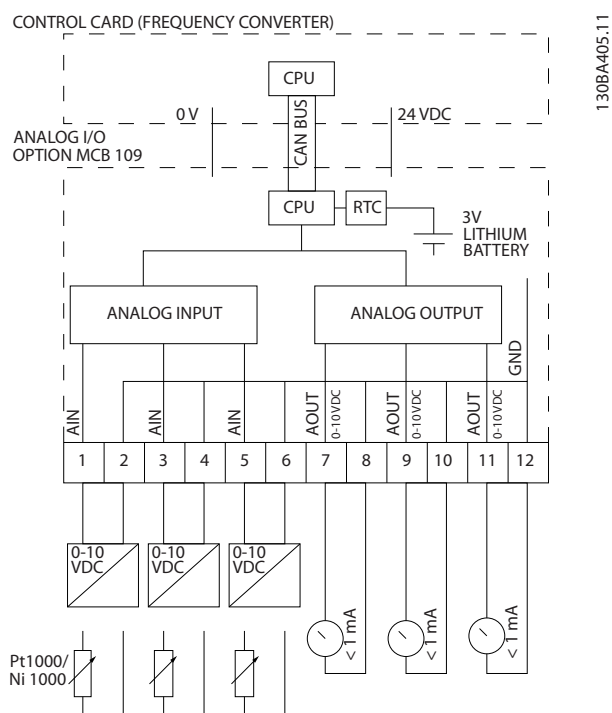 CONTROL CARD (FREQUENCY CONVERTER)
130BA405.11
CPU
0 V
24 VDC
CAN BUS
ANALOG I/O
OPTION MCB 109
CPU
RTC
3V
LITHIUM
BATTERY
ANALOG INPUT
ANALOG OUTPUT
GND
AIN
AIN
AIN
AOUT
0-10VDC
AOUT
0-10VDC
AOUT
0-10VDC
1 2 3 4 5 6 7 8 9 10 11 12
0-10
VDC
0-10
VDC
0-10
VDC
< 1 mA
< 1 mA
< 1 mA
Pt1000/
Ni 1000